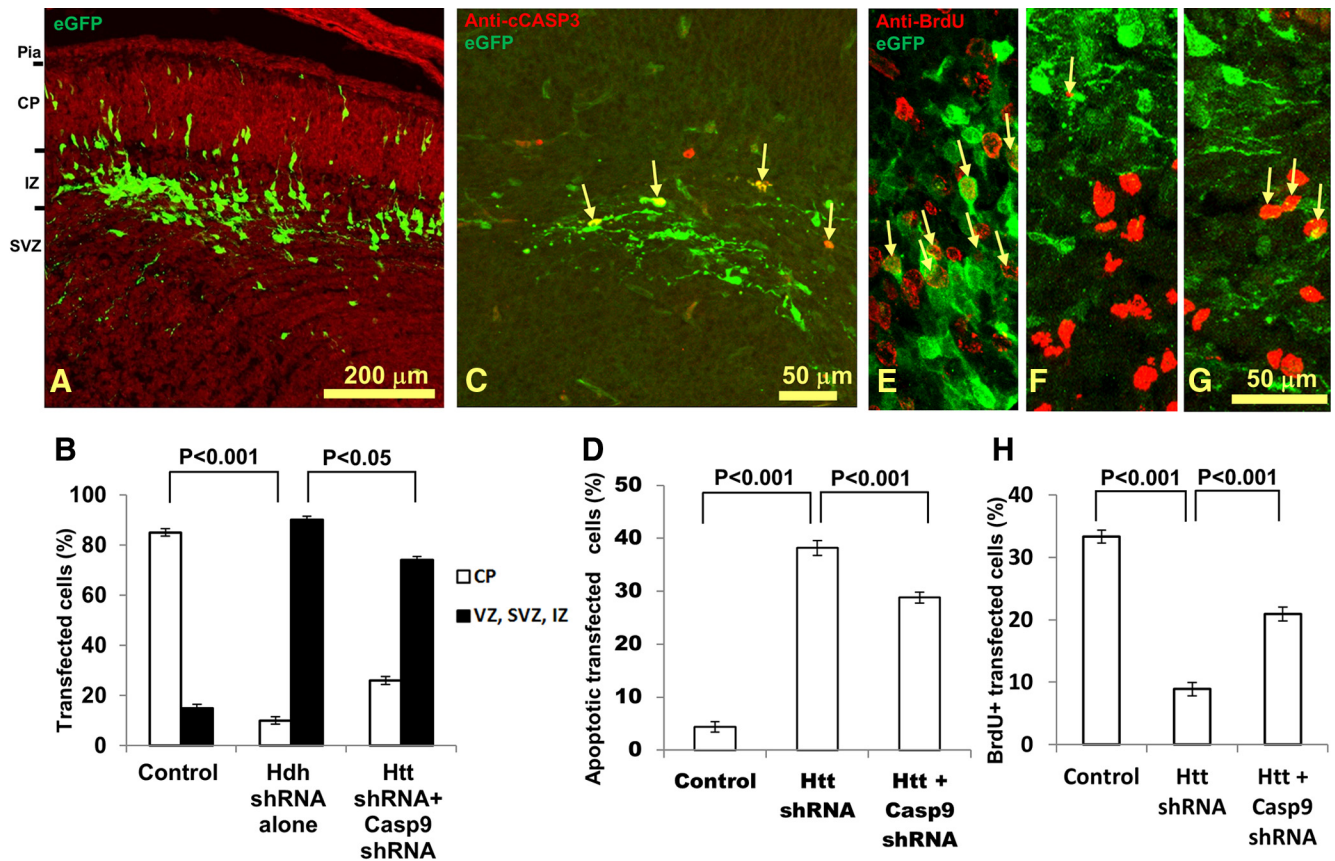 eGFP
Pia
CP
IZ
SVZ
A
200 µm
Anti-cCASP3
eGFP
C
50 µm
Anti-BrdU
eGFP
E
F
G
50 µm
B
P<0.001
P<0.05
Transfected cells (%)
100
80
60
40
20
0
Control
Hdh
shRNA
alone
Htt
shRNA+
Casp9
shRNA
CP
VZ, SVZ, IZ
D
P<0.001
P<0.001
Apoptotic transfected cells (%)
50
40
30
20
10
0
Control
Htt
shRNA
Htt +
Casp9
shRNA
H
P<0.001
P<0.001
BrdU+ transfected cells (%)
40
30
20
10
0
Control
Htt
shRNA
Htt +
Casp9
shRNA